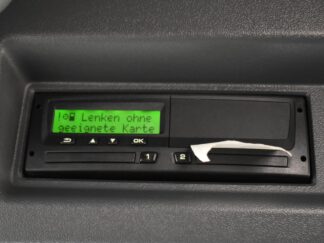 ! Lenken ohne
geeignete Karte
OK
1 2